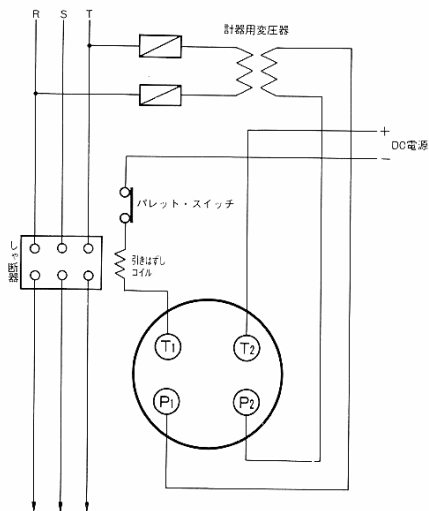 R S T
計器用変圧器
+
DC電源
−
パレット・スイッチ
引きはずし
コイル
しゃ断器
T1 T2
P1 P2